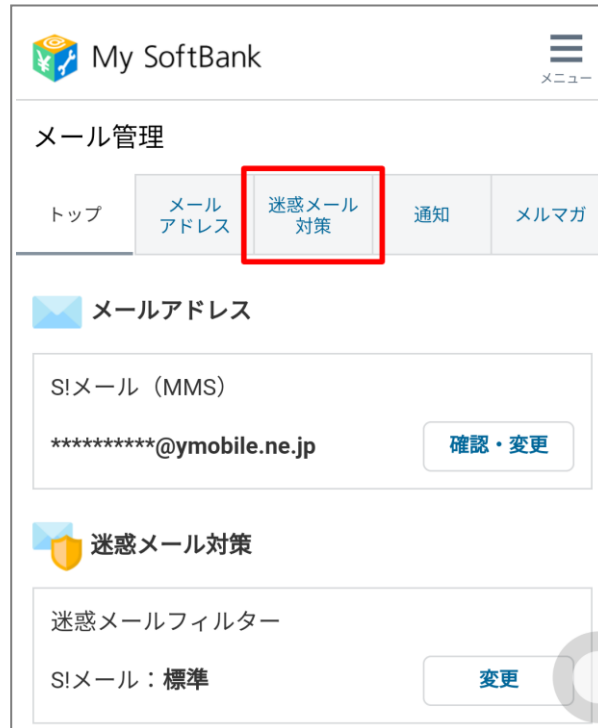 My SoftBank
メニュー
メール管理
トップ
メール
アドレス
迷惑メール
対策
通知
メルマガ
メールアドレス
S!メール（MMS）
**********@ymobile.ne.jp
確認・変更
迷惑メール対策
迷惑メールフィルター
S!メール：標準
変更